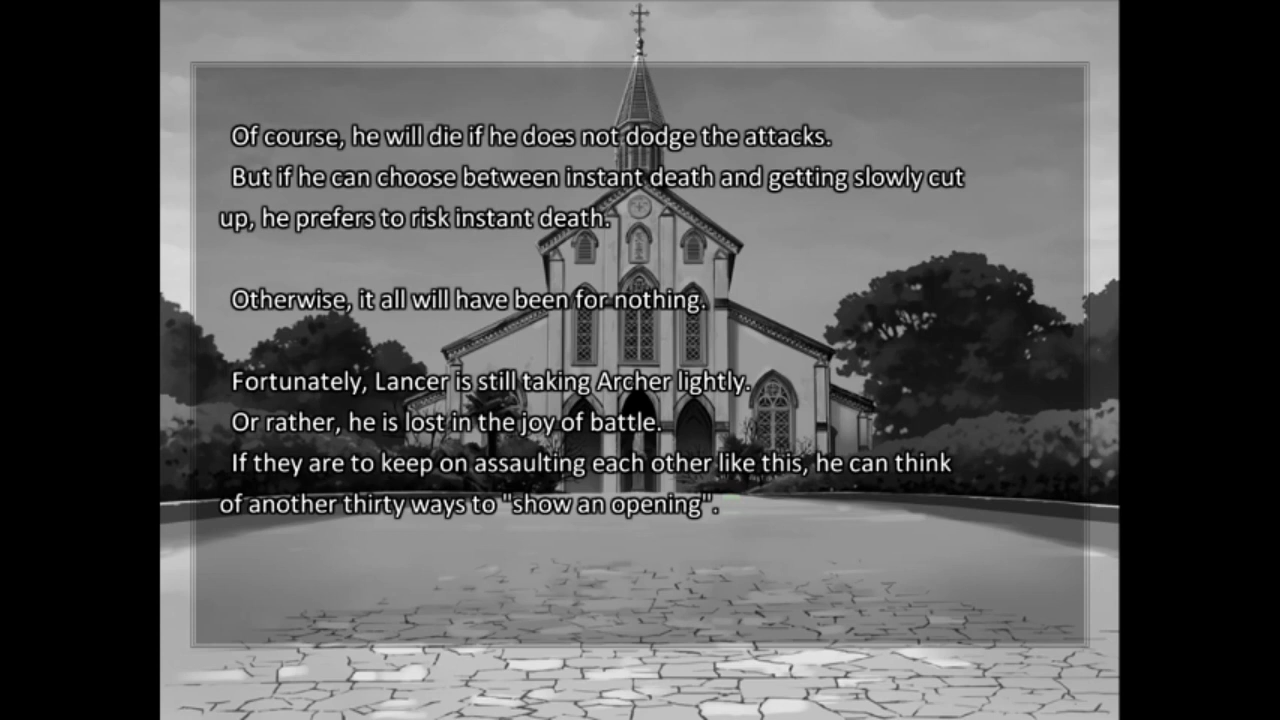 Of course, he will die if he does not dodge the attacks.
But if he can choose between instant death and getting slowly cut
up, he prefers to risk instant death.
Otherwise, it all will have been for nothing.
Fortunately, Lancer is still taking Archer lightly.
Or rather, he is lost in the joy of battle.
If they are to keep on assaulting each other like this, he can think
of another thirty ways to "show an opening".